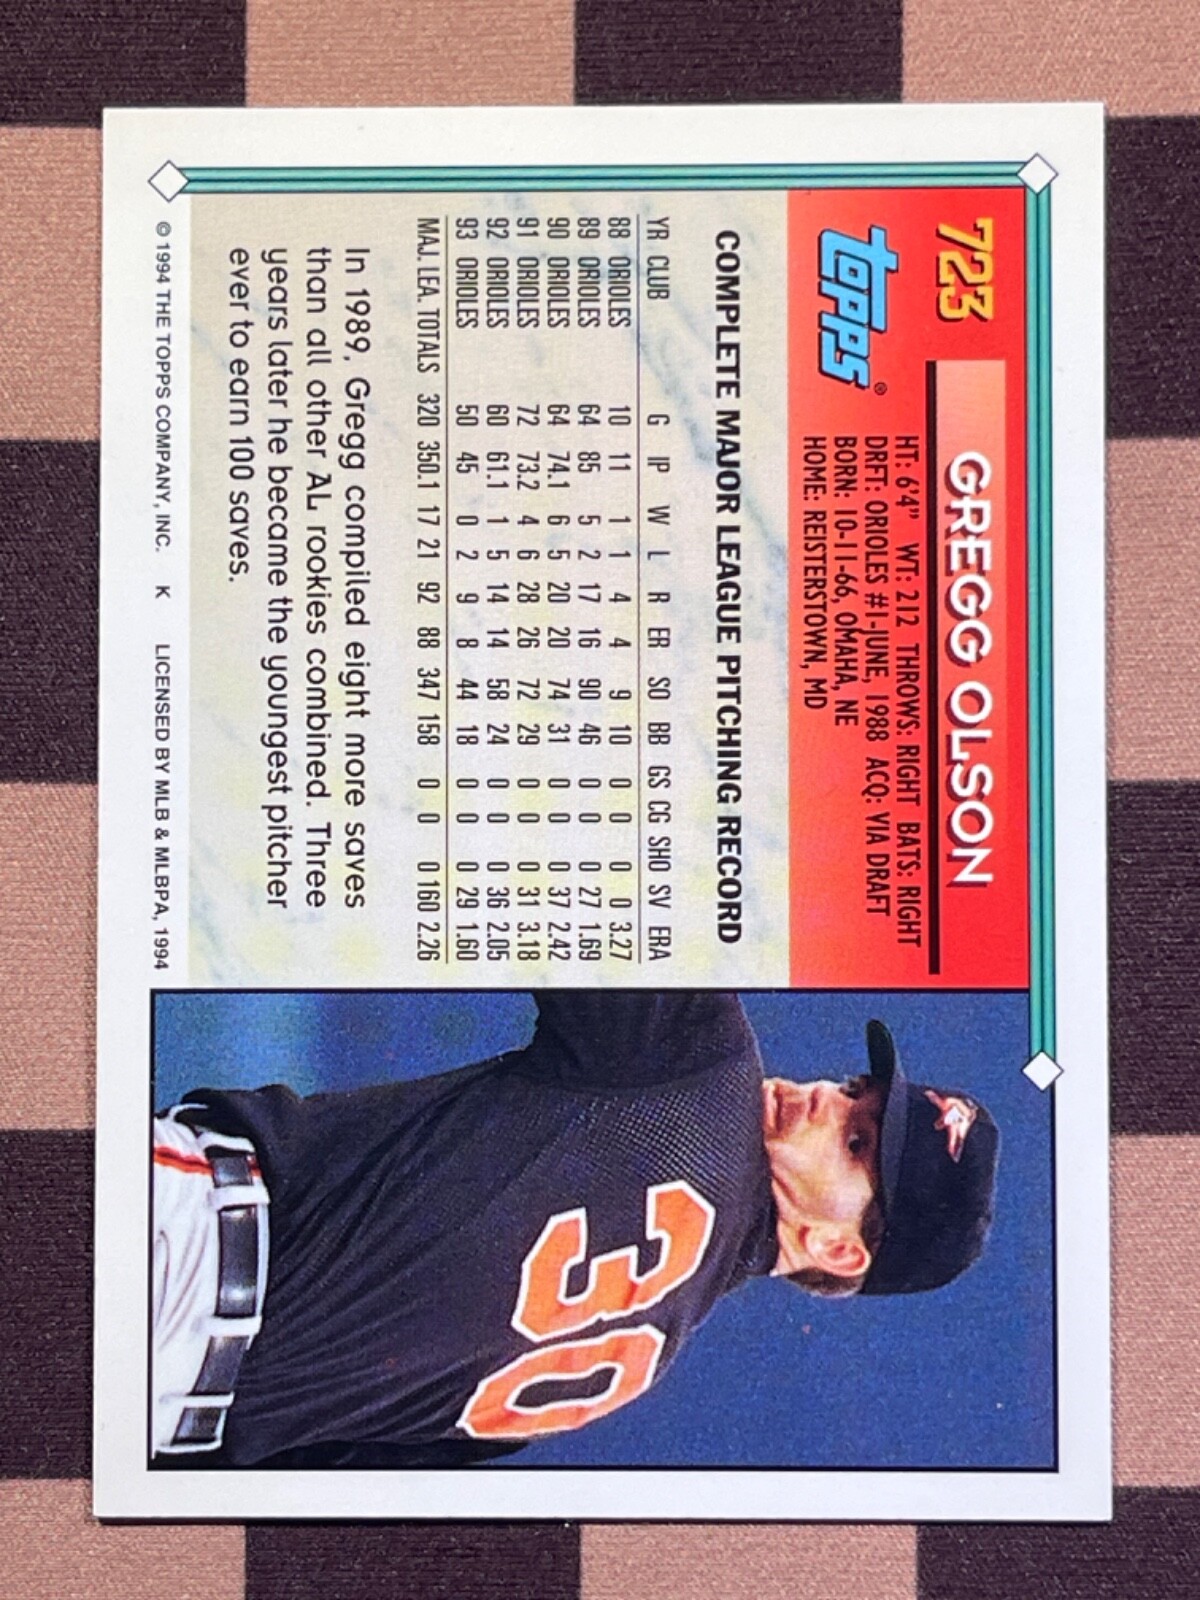 723
GREGG OLSON
topps®
HT: 6'4" WT: 212 THROWS: RIGHT BATS: RIGHT
DRFT: ORIOLES #1-JUNE, 1988 ACQ: VIA DRAFT
BORN: 10-11-66, OMAHA, NE
HOME: REISTERSTOWN, MD
COMPLETE MAJOR LEAGUE PITCHING RECORD
YR CLUB G IP W L R ER SO BB GS CG SHO SV ERA
88 ORIOLES 10 11 1 1 4 4 9 10 0 0 0 0 3.27
89 ORIOLES 64 85 5 2 17 16 90 46 0 0 0 27 1.69
90 ORIOLES 64 74.1 6 5 20 20 74 31 0 0 0 37 2.42
91 ORIOLES 72 73.2 4 6 28 26 72 29 0 0 0 31 3.18
92 ORIOLES 60 61.1 1 5 14 14 58 24 0 0 0 36 2.05
93 ORIOLES 50 45 0 2 9 8 44 18 0 0 0 29 1.60
MAJ. LEA. TOTALS 320 350.1 17 21 92 88 347 158 0 0 0 160 2.26
In 1989, Gregg compiled eight more saves
than all other A.L. rookies combined. Three
years later he became the youngest pitcher
ever to earn 100 saves.
© 1994 THE TOPPS COMPANY, INC. K LICENSED BY MLB & MLBPA, 1994
30